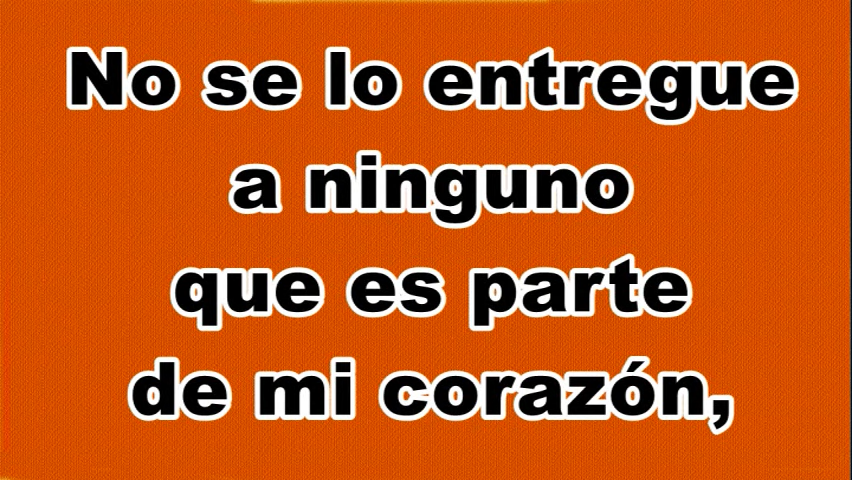 No se lo entregue
a ninguno
que es parte
de mi corazón,